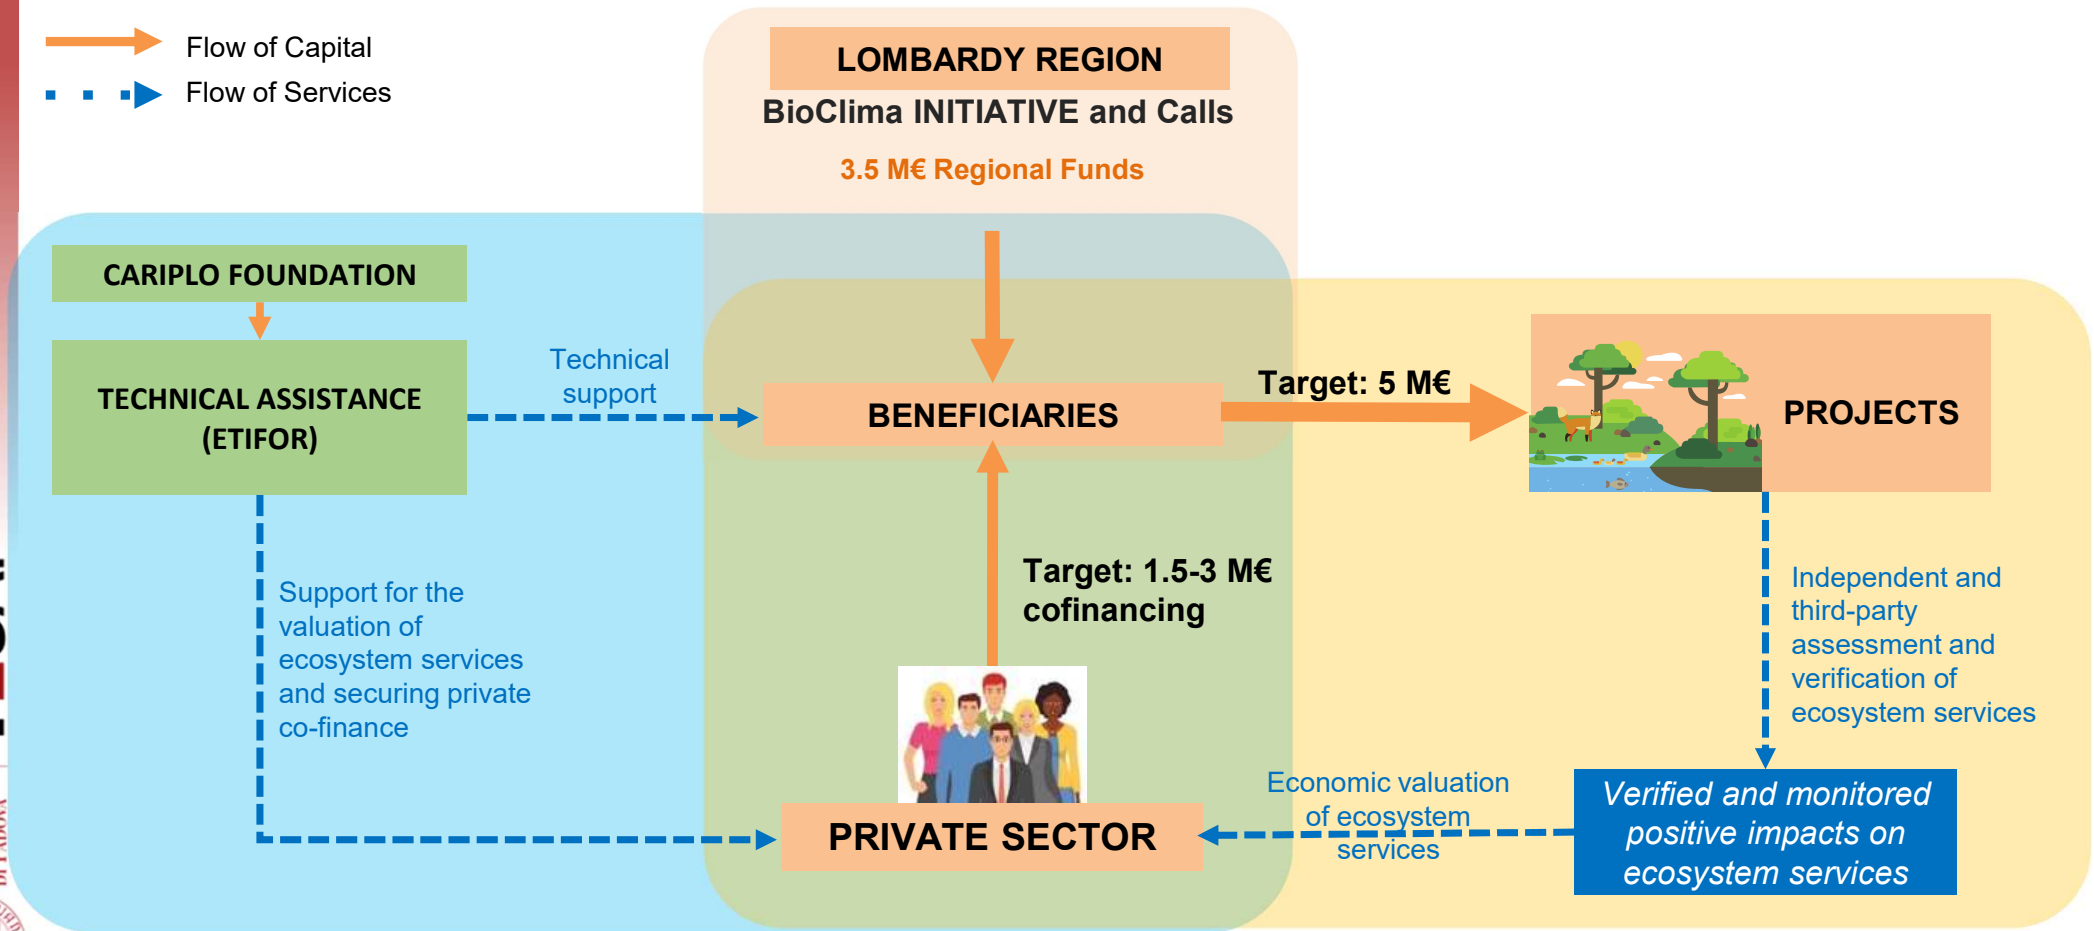 Flow of Capital
Flow of Services
LOMBARDY REGION
BioClima INITIATIVE and Calls
3.5 M€ Regional Funds
CARIPLO FOUNDATION
TECHNICAL ASSISTANCE
(ETIFOR)
Technical
support
BENEFICIARIES
Target: 5 M€
PROJECTS
Target: 1.5-3 M€
cofinancing
Support for the
valuation of
ecosystem services
and securing private
co-finance
Independent and
third-party
assessment and
verification of
ecosystem services
PRIVATE SECTOR
Economic valuation
of ecosystem
services
Verified and monitored
positive impacts on
ecosystem services
DI PADOVA